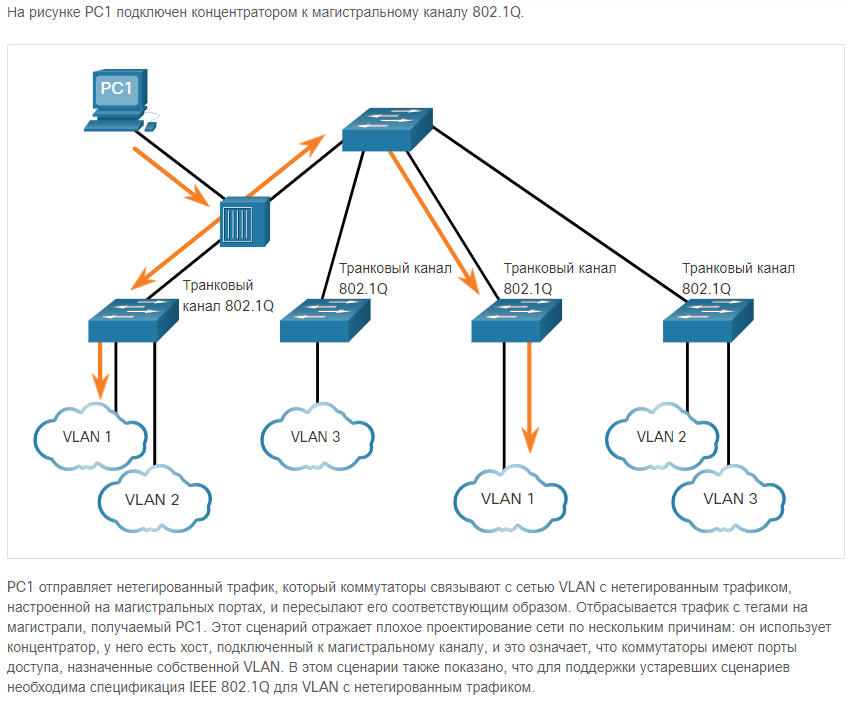 На рисунке PC1 подключен концентратором к магистральному каналу 802.1Q.
PC1
Транковый
канал 802.1Q
Транковый канал
802.1Q
Транковый канал
802.1Q
Транковый канал
802.1Q
VLAN 1
VLAN 2
VLAN 3
VLAN 1
VLAN 2
VLAN 3
PC1 отправляет нетегированный трафик, который коммутаторы связывают с сетью VLAN с нетегированным трафиком,
настроенной на магистральных портах, и пересылают его соответствующим образом. Отбрасывается трафик с тегами на
магистрали, получаемый PC1. Этот сценарий отражает плохое проектирование сети по нескольким причинам: он использует
концентратор, у него есть хост, подключенный к магистральному каналу, и это означает, что коммутаторы имеют порты
доступа, назначенные собственной VLAN. В этом сценарии также показано, что для поддержки устаревших сценариев
необходима спецификация IEEE 802.1Q для VLAN с нетегированным трафиком.